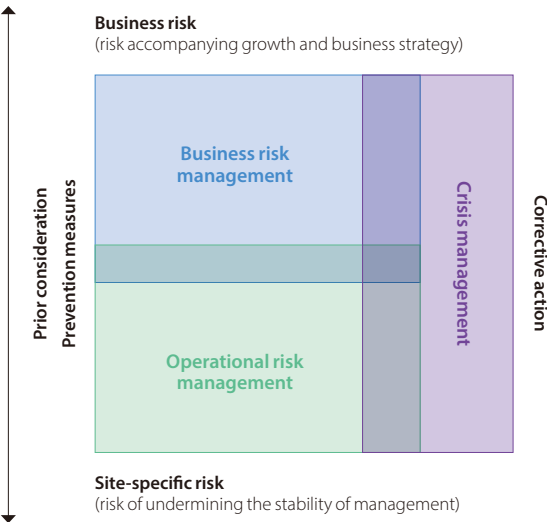 Business risk
(risk accompanying growth and business strategy)
Prior consideration
Prevention measures
Business risk
management
Operational risk
management
Crisis management
Corrective action
Site-specific risk
(risk of undermining the stability of management)